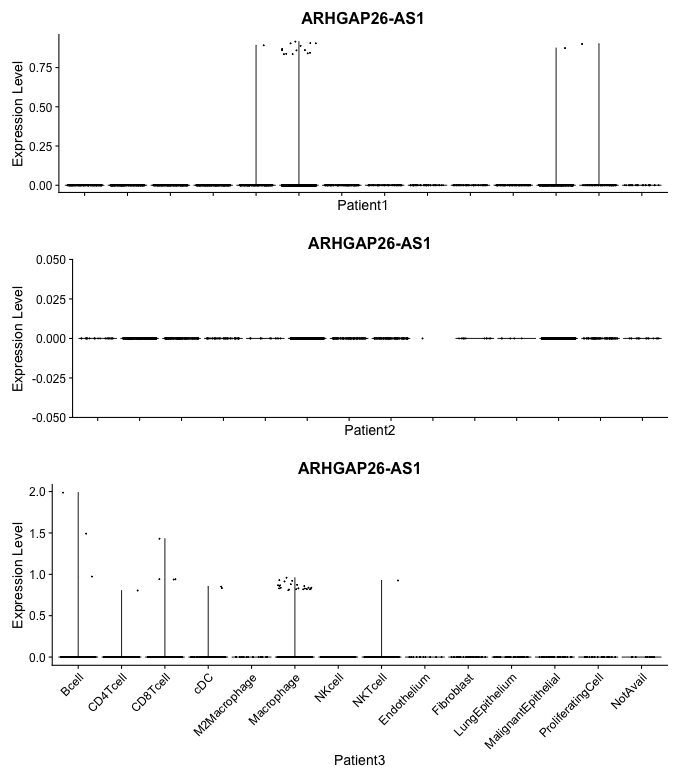 ARHGAP26-AS1
Expression Level
0.75
0.50
0.25
0.00
Patient1
ARHGAP26-AS1
Expression Level
0.050
0.025
0.000
-0.025
-0.050
Patient2
ARHGAP26-AS1
Expression Level
2.0
1.5
1.0
0.5
0.0
Bcell
CD4Tcell
CD8Tcell
cDC
M2Macrophage
Macrophage
NKcell
NKTcell
Endothelium
Fibroblast
LungEpithelium
MalignantEpithelial
ProliferatingCell
NotAvail
Patient3